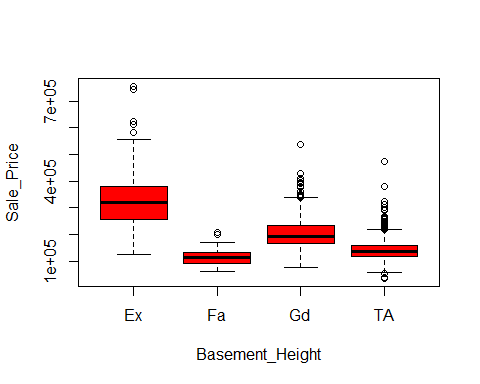 Sale_Price
7e+05
4e+05
1e+05
Ex Fa Gd TA
Basement_Height